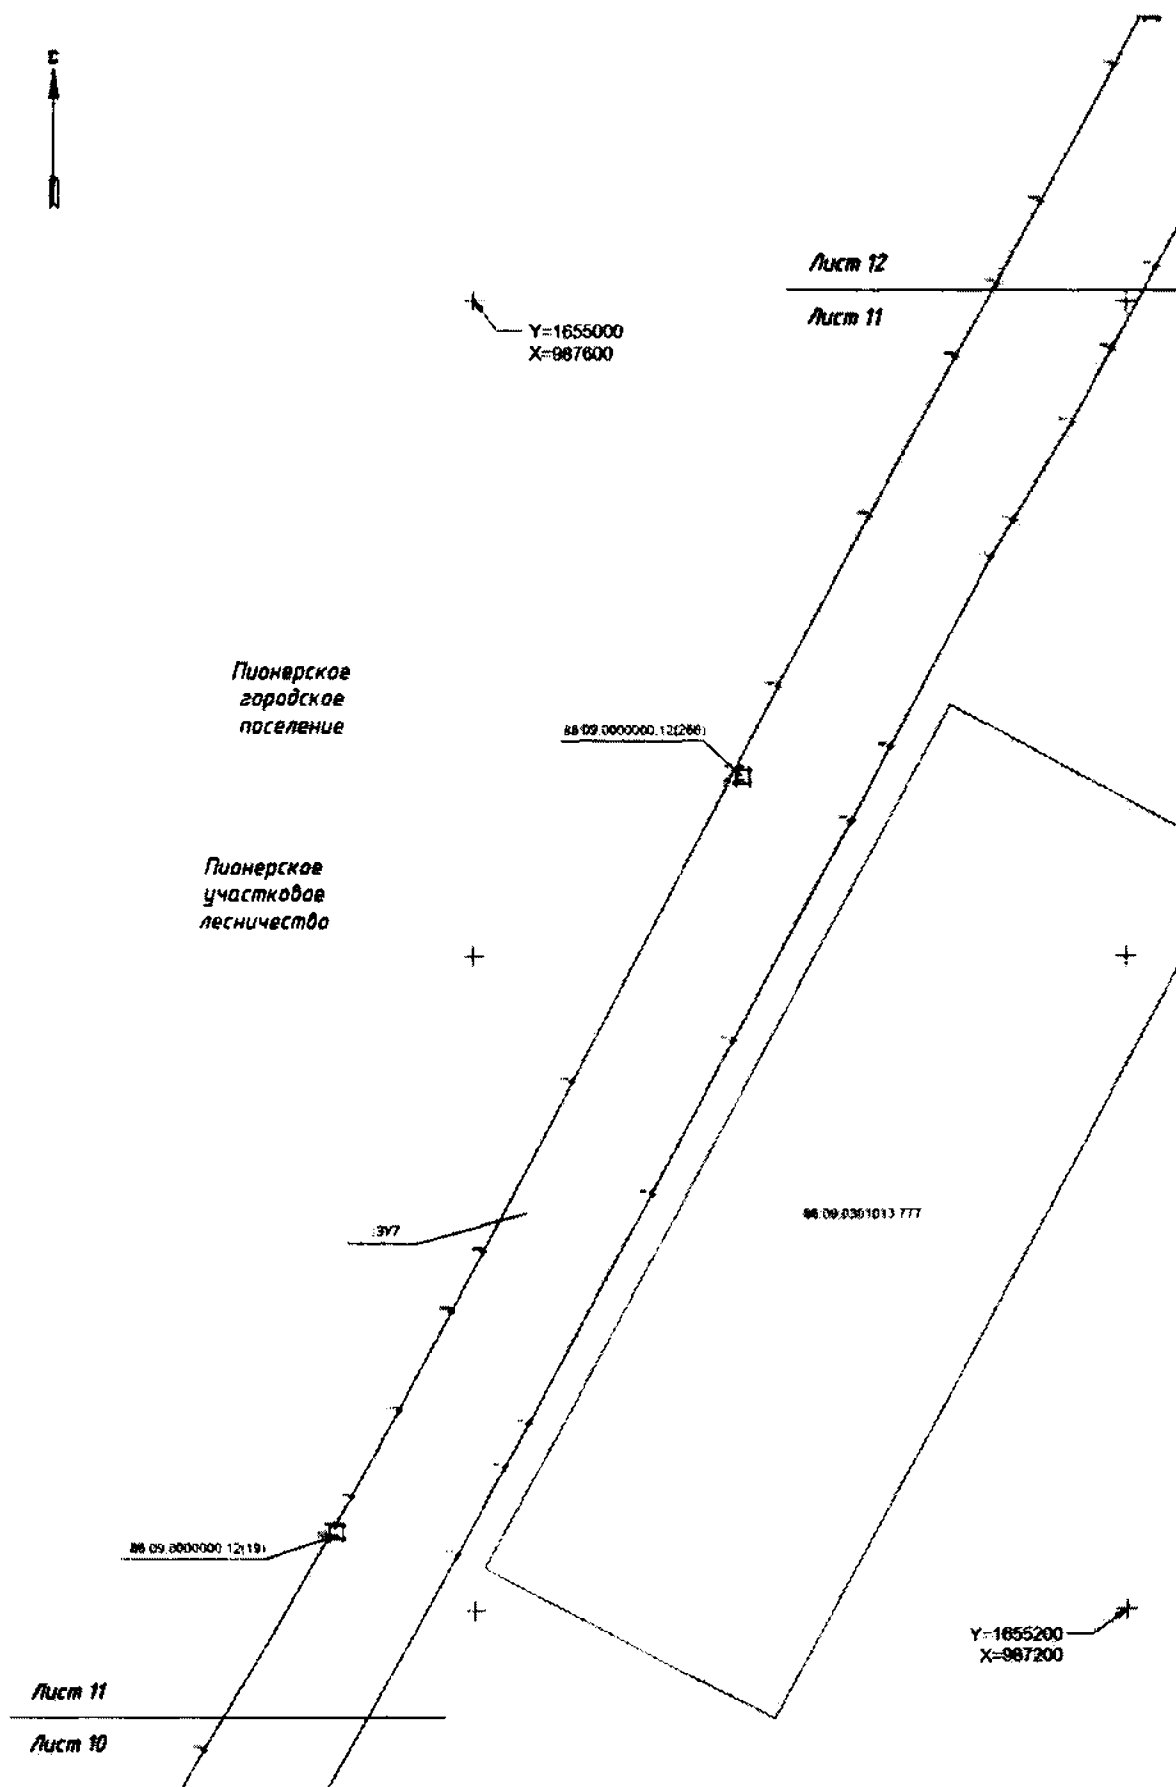 Лист 12
Лист 11
Y=1655000
X=987600
Пионерское
городское
поселение
86:09:0000000:12(266)
Пионерское
участковое
лесничество
86:09:0301013:777
:ЗУ7
86:09:0000000:12(19)
Y=1655200
X=987200
Лист 11
Лист 10